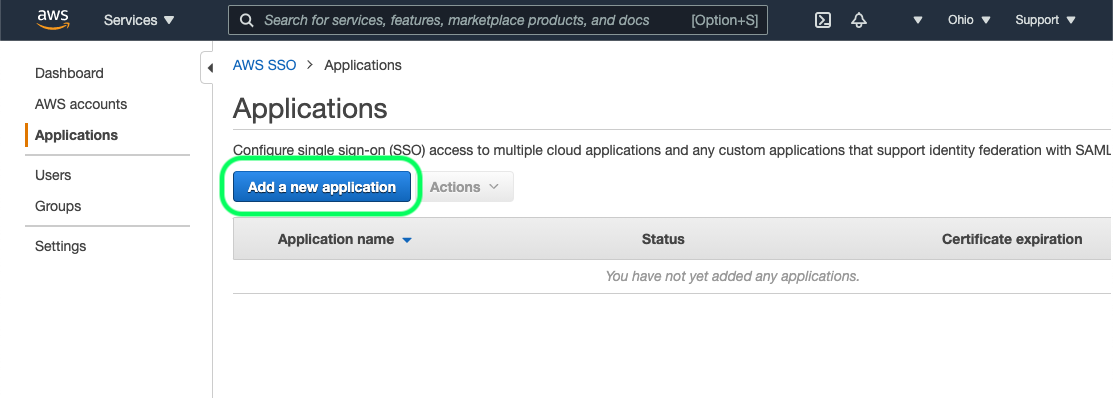 aws Services Search for services, features, marketplace products, and docs [Option+S] Ohio Support
Dashboard
AWS accounts
Applications
Users
Groups
Settings
AWS SSO > Applications
Applications
Configure single sign-on (SSO) access to multiple cloud applications and any custom applications that support identity federation with SAML
Add a new application Actions
Application name Status Certificate expiration
You have not yet added any applications.